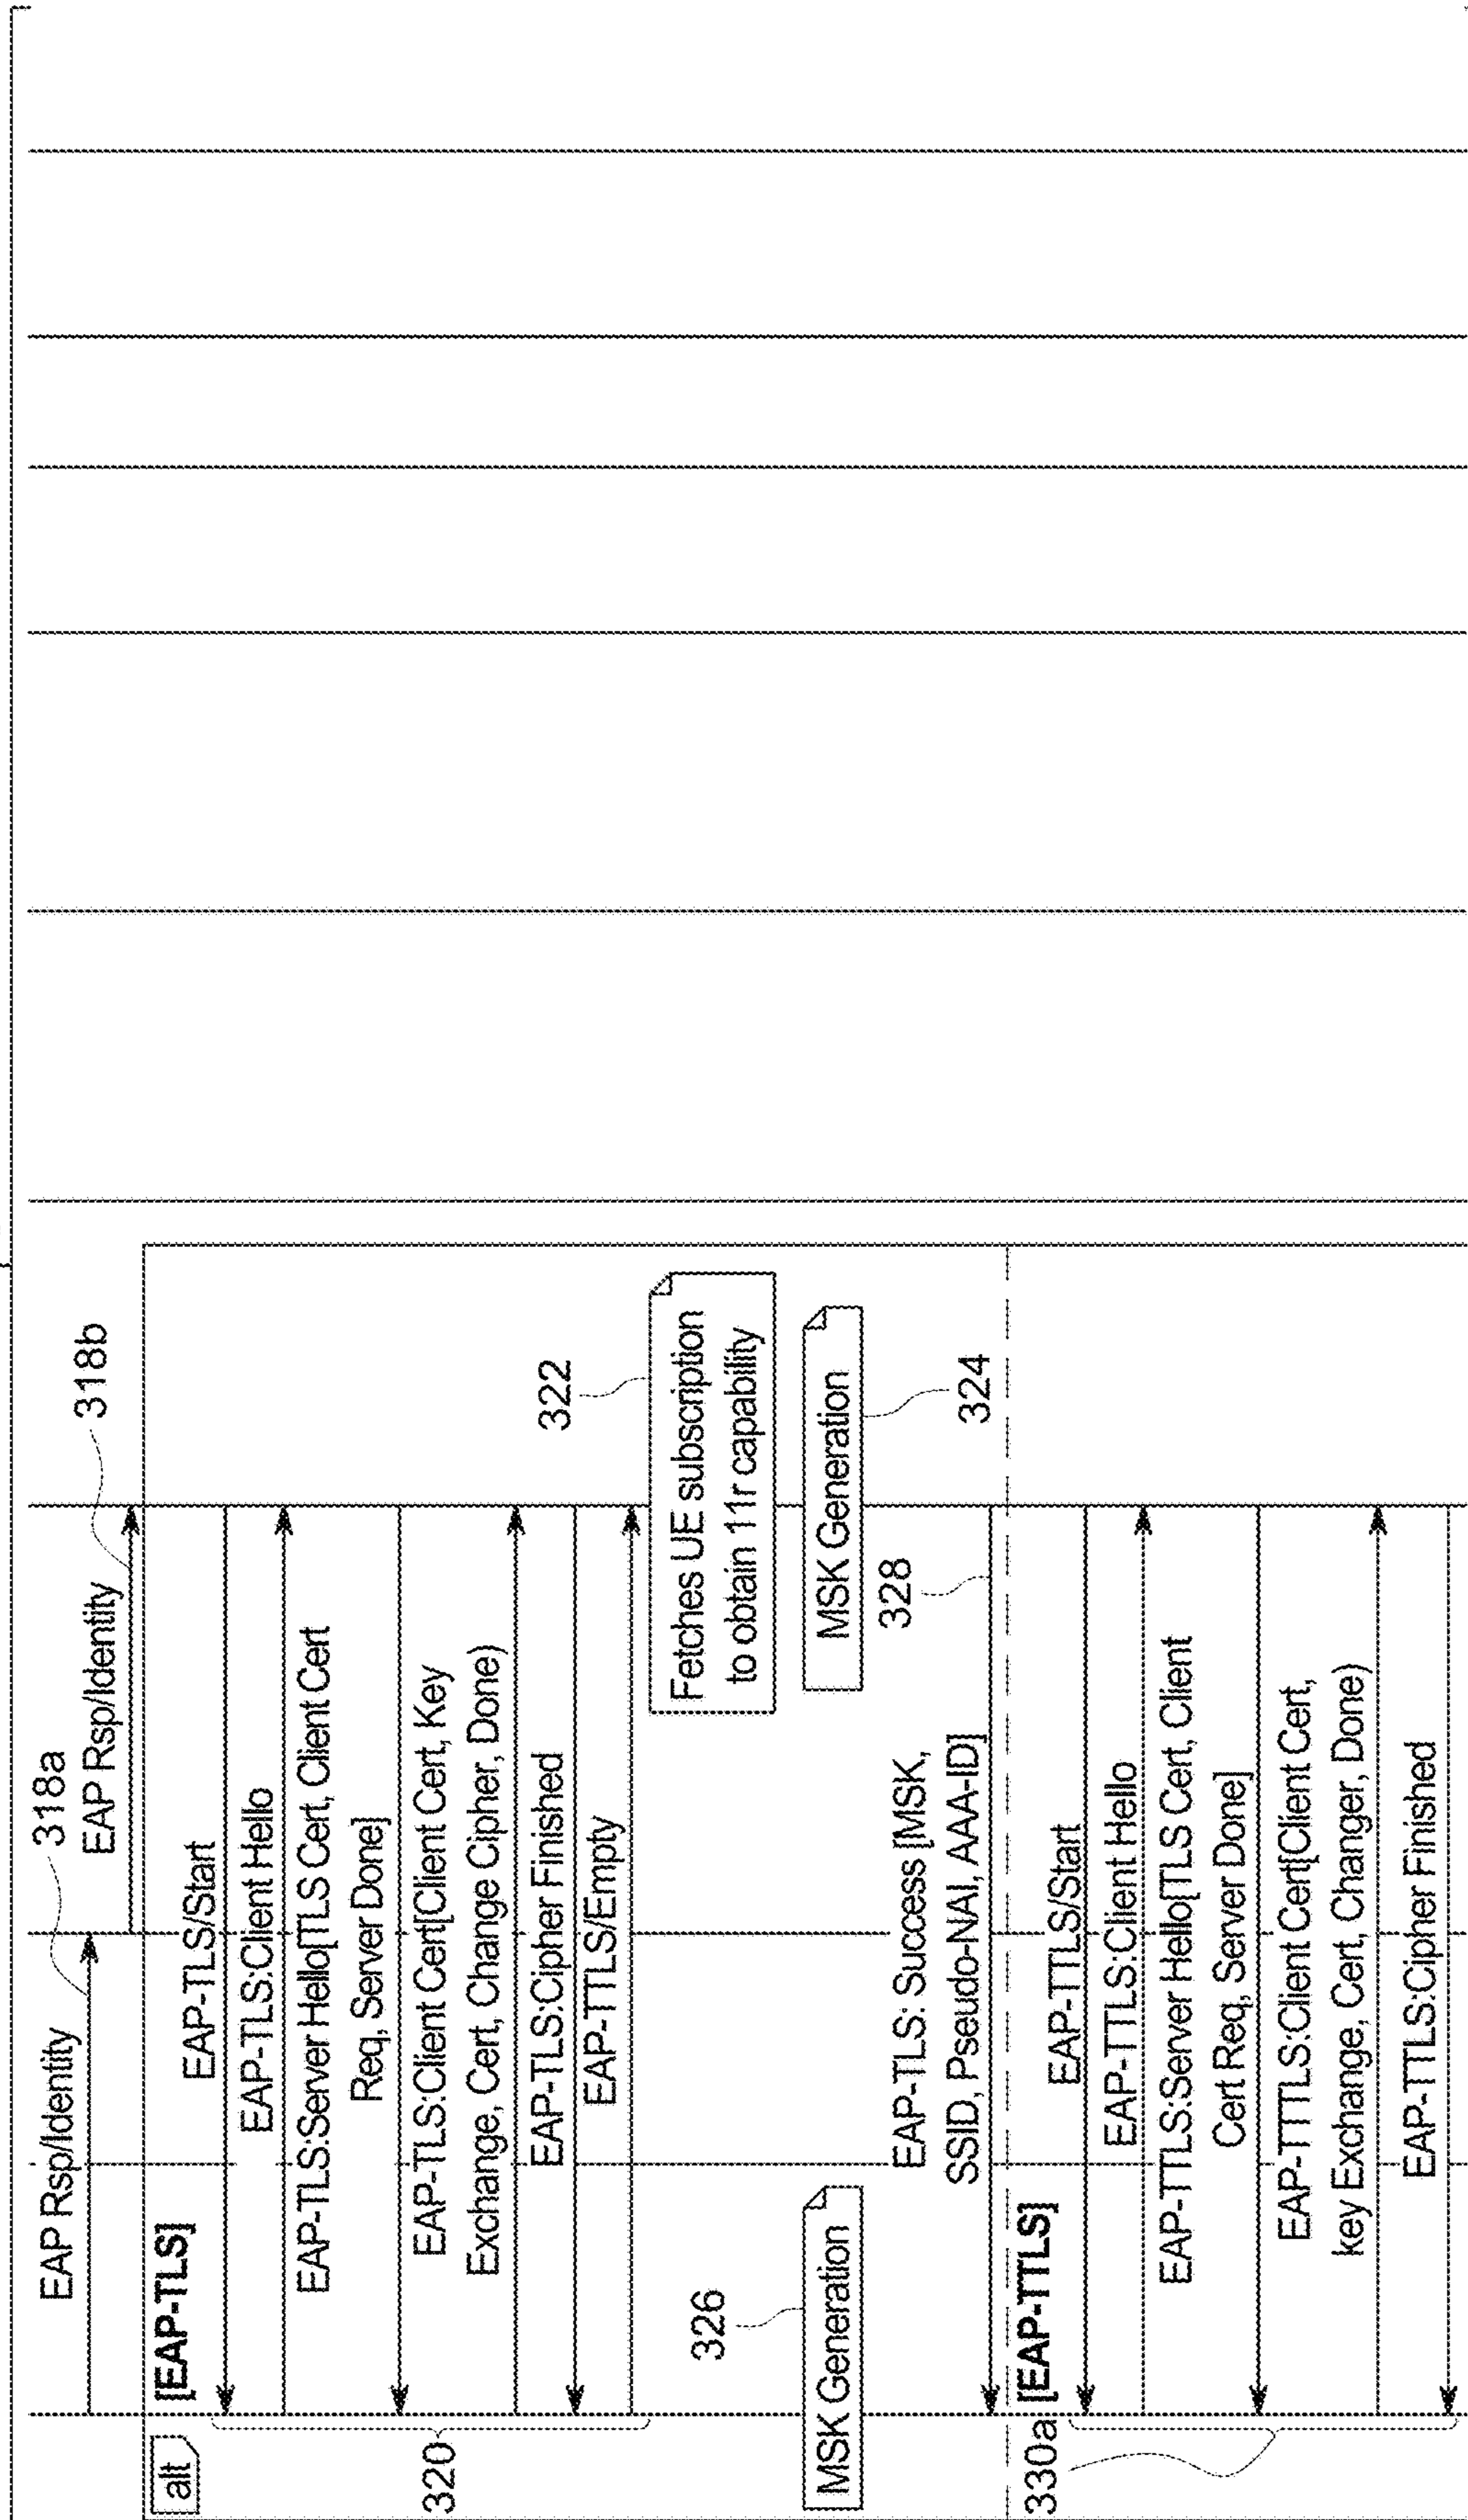 318a
318b
EAP Rsp/Identity
EAP Rsp/Identity
alt
[EAP-TLS]
EAP-TLS/Start
EAP-TLS:Client Hello
EAP-TLS:Server Hello[TLS Cert, Client Cert
Req, Server Done]
EAP-TLS:Client Cert[Client Cert, Key
Exchange, Cert, Change Cipher, Done)
EAP-TLS:Cipher Finished
EAP-TTLS/Empty
320
322
Fetches UE subscription
to obtain 11r capability
326
MSK Generation
MSK Generation
324
328
EAP-TLS: Success [MSK,
SSID, Pseudo-NAI, AAA-ID]
330a
[EAP-TTLS]
EAP-TTLS/Start
EAP-TTLS:Client Hello
EAP-TTLS:Server Hello[TLS Cert, Client
Cert Req, Server Done]
EAP-TTTLS:Client Cert[Client Cert,
key Exchange, Cert, Changer, Done)
EAP-TTLS:Cipher Finished